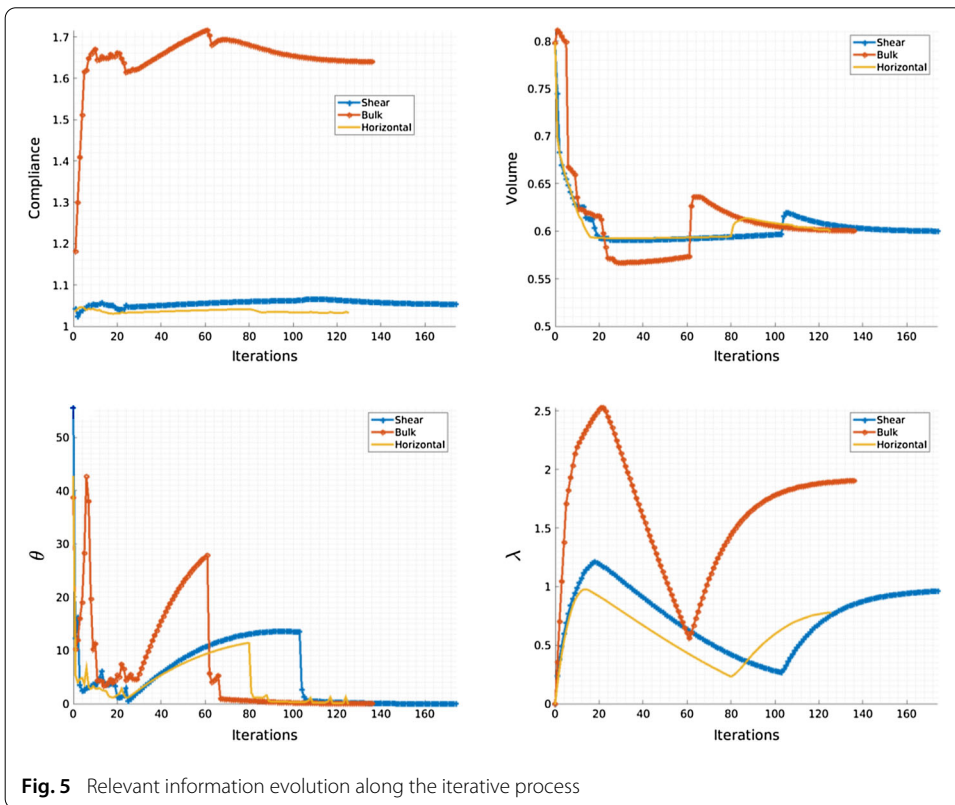 1.7
1.6
1.5
1.4
1.3
1.2
1.1
1
Compliance
0 20 40 60 80 100 120 140 160
Iterations
Shear
Bulk
Horizontal
0.8
0.75
0.7
0.65
0.6
0.55
0.5
Volume
0 20 40 60 80 100 120 140 160
Iterations
Shear
Bulk
Horizontal
50
40
30
20
10
0
θ
0 20 40 60 80 100 120 140 160
Iterations
Shear
Bulk
Horizontal
2.5
2
1.5
1
0.5
0
λ
0 20 40 60 80 100 120 140 160
Iterations
Shear
Bulk
Horizontal
Fig. 5 Relevant information evolution along the iterative process